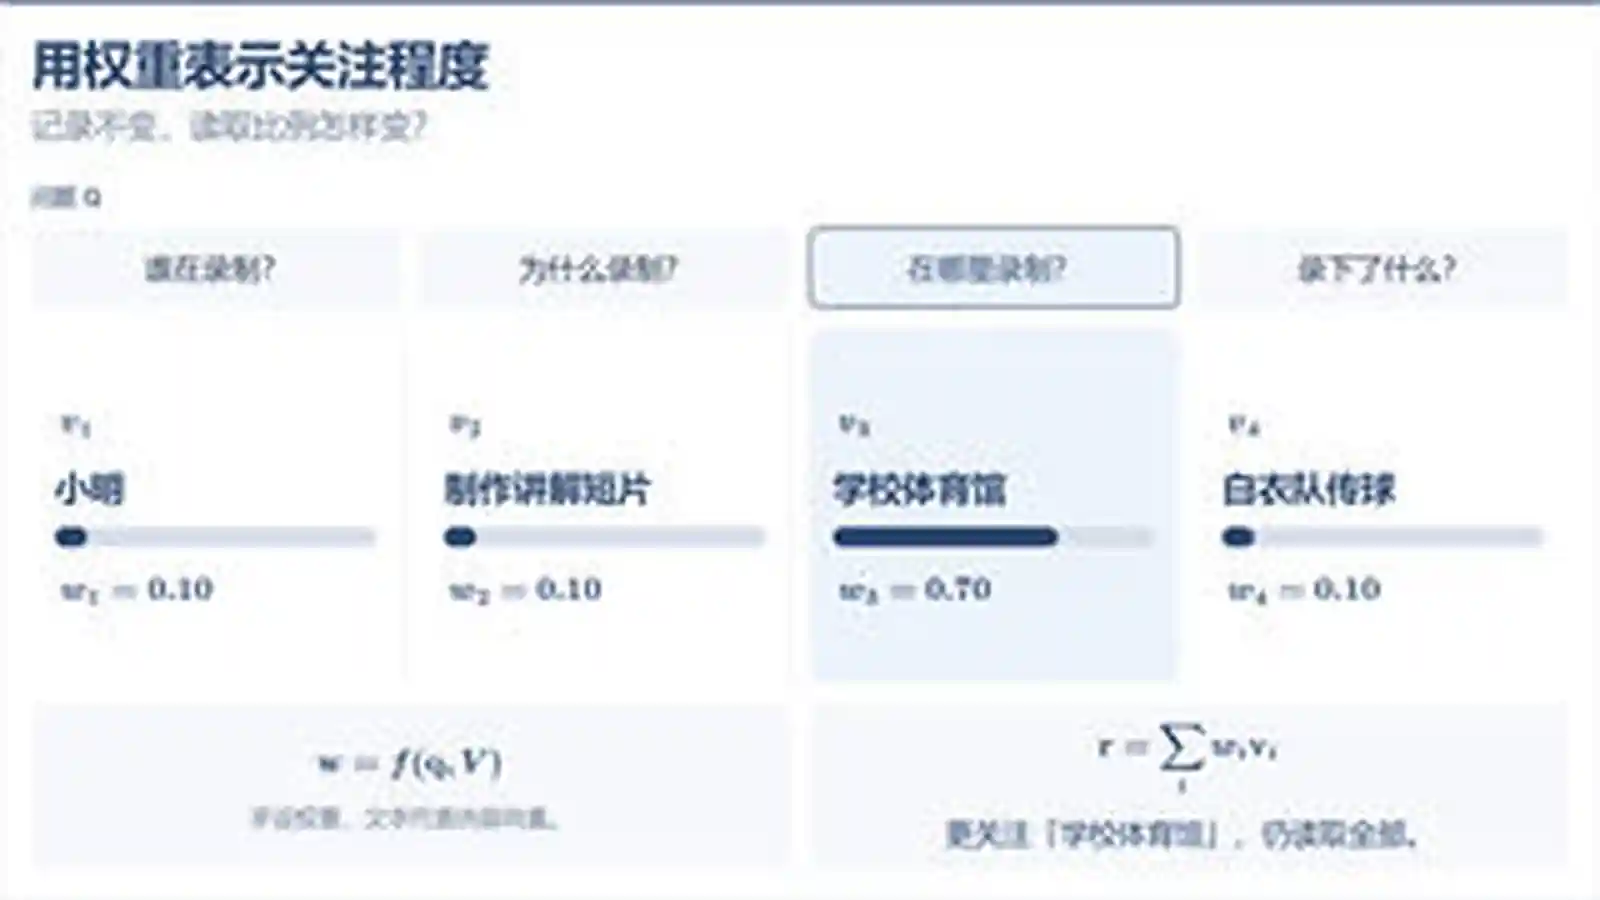 用权重表示关注程度
记录不变，读取比例怎样变？
问题 Q
谁在录制？
为什么录制？
在哪里录制？
录下了什么？
v₁
小明
w₁ = 0.10
v₂
制作讲解短片
w₂ = 0.10
v₃
学校体育馆
w₃ = 0.70
v₄
白衣队传球
w₄ = 0.10
w = f(q, V)
r = ∑ᵢ wᵢvᵢ
更关注「学校体育馆」，仍读取全部。